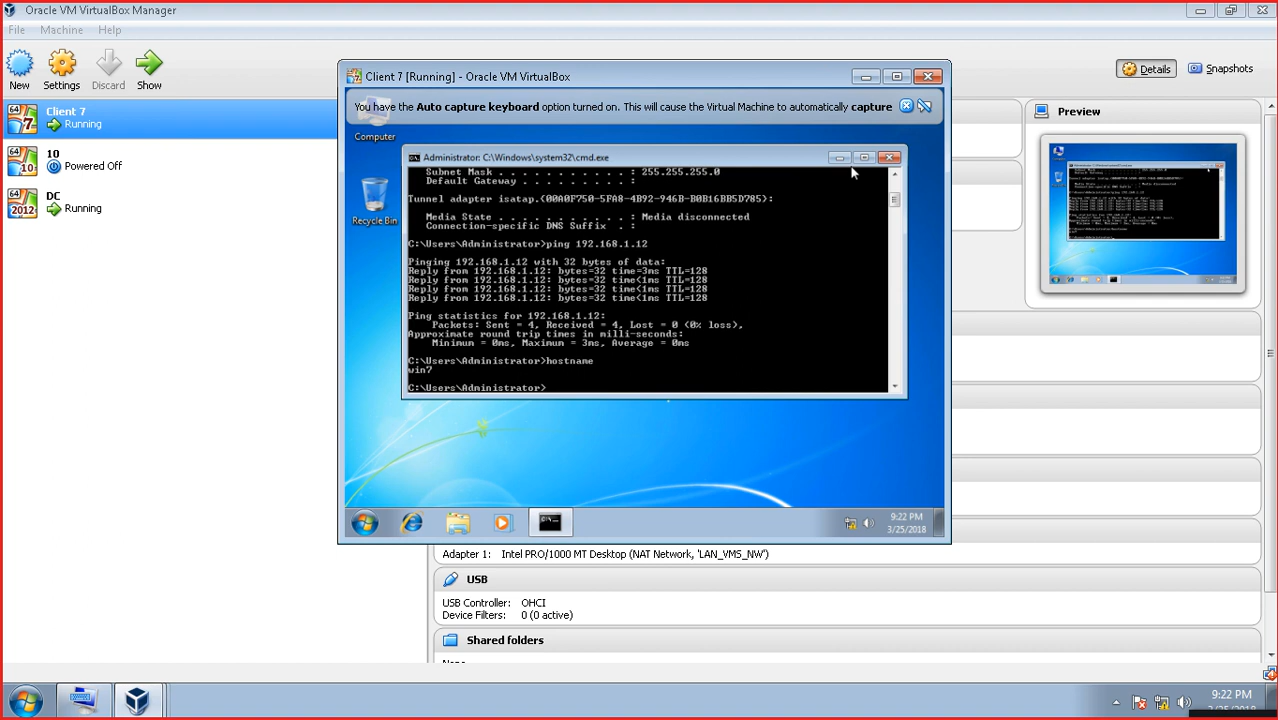 Oracle VM VirtualBox Manager
File Machine Help
New Settings Discard Show
Details Snapshots
64 7 Client 7
Running
64 10 10
Powered Off
64 2012 DC
Running
Client 7 [Running] - Oracle VM VirtualBox
You have the Auto capture keyboard option turned on. This will cause the Virtual Machine to automatically capture
Computer
Recycle Bin
Administrator: C:\Windows\system32\cmd.exe
Subnet Mask . . . . . . . . . . . : 255.255.255.0
Default Gateway . . . . . . . . . :
Tunnel adapter isatap.{00A0F750-5FA8-4B92-946B-B0B16BB5D785}:
Media State . . . . . . . . . . . : Media disconnected
Connection-specific DNS Suffix . :
C:\Users\Administrator>ping 192.168.1.12
Pinging 192.168.1.12 with 32 bytes of data:
Reply from 192.168.1.12: bytes=32 time=3ms TTL=128
Reply from 192.168.1.12: bytes=32 time<1ms TTL=128
Reply from 192.168.1.12: bytes=32 time<1ms TTL=128
Reply from 192.168.1.12: bytes=32 time<1ms TTL=128
Ping statistics for 192.168.1.12:
Packets: Sent = 4, Received = 4, Lost = 0 (0% loss),
Approximate round trip times in milli-seconds:
Minimum = 0ms, Maximum = 3ms, Average = 0ms
C:\Users\Administrator>hostname
win7
C:\Users\Administrator>
9:22 PM
3/25/2018
Preview
Adapter 1: Intel PRO/1000 MT Desktop (NAT Network, 'LAN_VMS_NW')
USB
USB Controller: OHCI
Device Filters: 0 (0 active)
Shared folders
9:22 PM